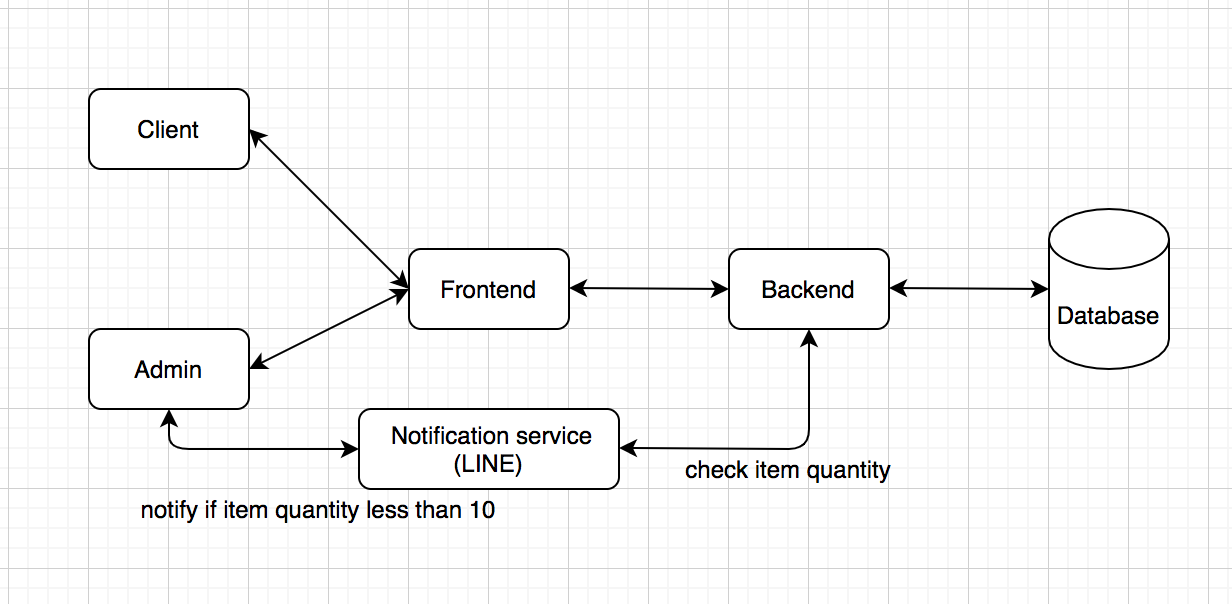 Client
Frontend
Backend
Database
Admin
Notification service
(LINE)
check item quantity
notify if item quantity less than 10